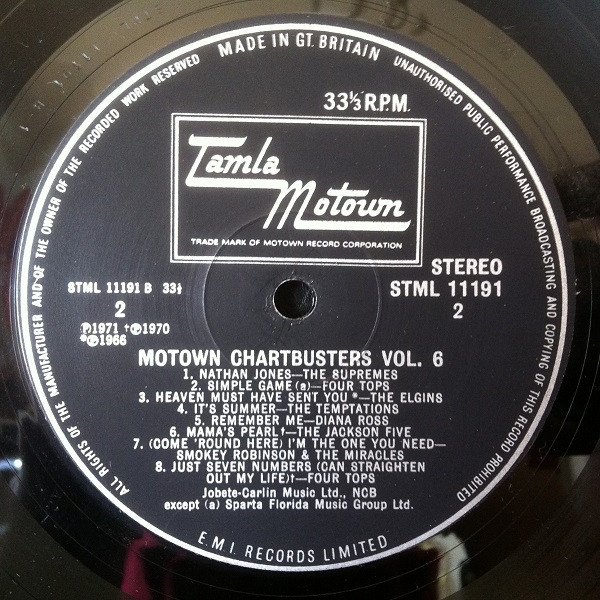 MADE IN GT. BRITAIN
ALL RIGHTS OF THE MANUFACTURER AND OF THE OWNER OF THE RECORDED WORK RESERVED
UNAUTHORISED PUBLIC PERFORMANCE BROADCASTING AND COPYING OF THIS RECORD PROHIBITED
33⅓ R.P.M.
Tamla
Motown
TRADE MARK OF MOTOWN RECORD CORPORATION
STEREO
STML 11191 B 33⅓
STML 11191
2
2
℗1971 †℗1970
*℗1966
MOTOWN CHARTBUSTERS VOL. 6
1. NATHAN JONES—THE SUPREMES
2. SIMPLE GAME (a)—FOUR TOPS
3. HEAVEN MUST HAVE SENT YOU *—THE ELGINS
4. IT'S SUMMER—THE TEMPTATIONS
5. REMEMBER ME—DIANA ROSS
6. MAMA'S PEARL†—THE JACKSON FIVE
7. (COME 'ROUND HERE) I'M THE ONE YOU NEED—
SMOKEY ROBINSON & THE MIRACLES
8. JUST SEVEN NUMBERS (CAN STRAIGHTEN
OUT MY LIFE)†—FOUR TOPS
Jobete-Carlin Music Ltd., NCB
except (a) Sparta Florida Music Group Ltd.
E.M.I. RECORDS LIMITED